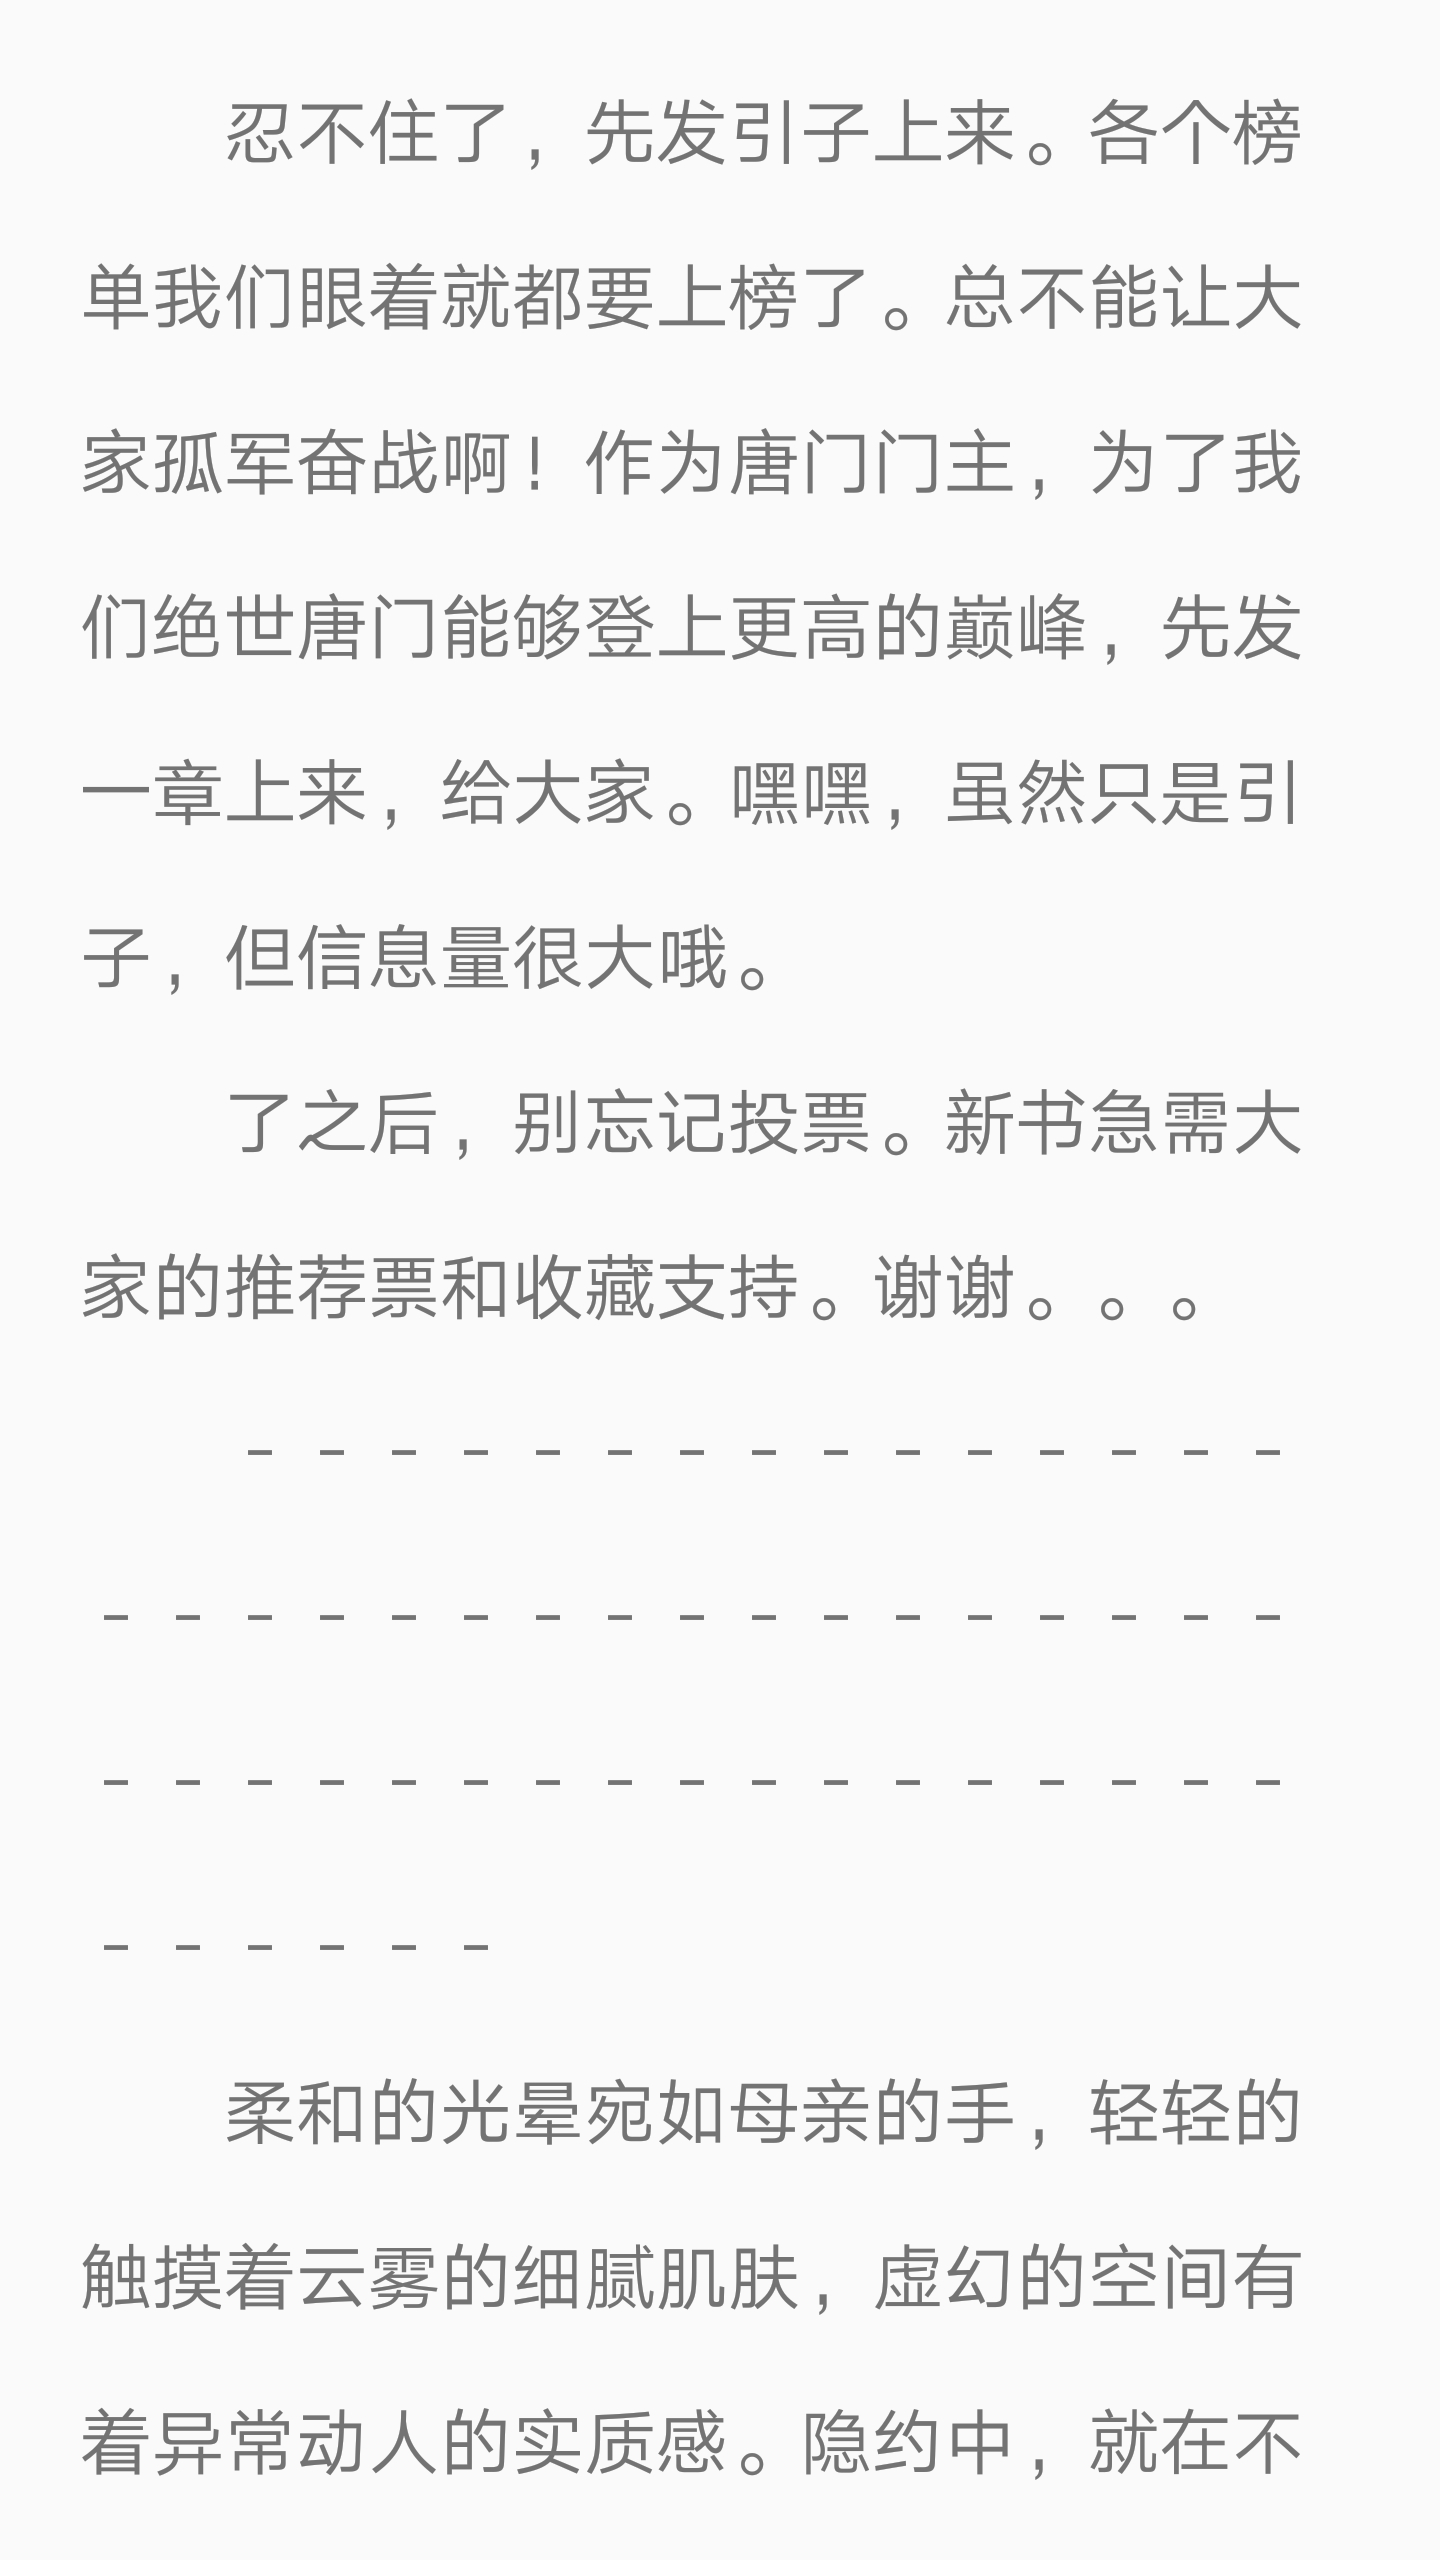 忍不住了，先发引子上来。各个榜
单我们眼着就都要上榜了。总不能让大
家孤军奋战啊！作为唐门门主，为了我
们绝世唐门能够登上更高的巅峰，先发
一章上来，给大家。嘿嘿，虽然只是引
子，但信息量很大哦。
了之后，别忘记投票。新书急需大
家的推荐票和收藏支持。谢谢。。。
- - - - - - - - - - - - - - -
- - - - - - - - - - - - - - - - -
- - - - - - - - - - - - - - - - -
- - - - - -
柔和的光晕宛如母亲的手，轻轻的
触摸着云雾的细腻肌肤，虚幻的空间有
着异常动人的实质感。隐约中，就在不